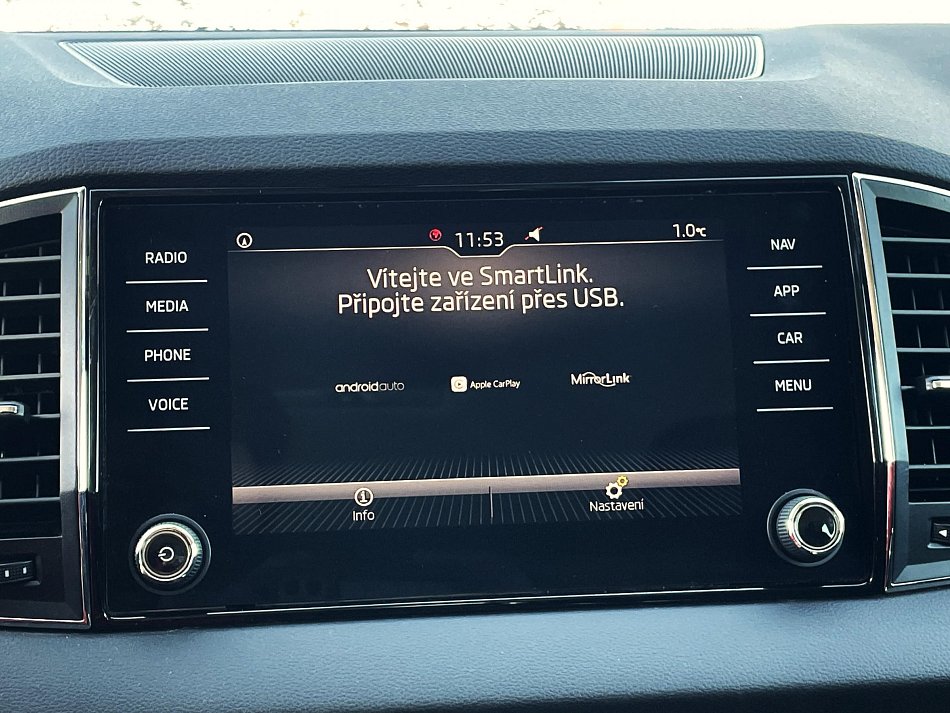 RADIO
MEDIA
PHONE
VOICE
11:53
1.0°C
Vítejte ve SmartLink.
Připojte zařízení přes USB.
androidauto
Apple CarPlay
MirrorLink
Info
Nastavení
NAV
APP
CAR
MENU